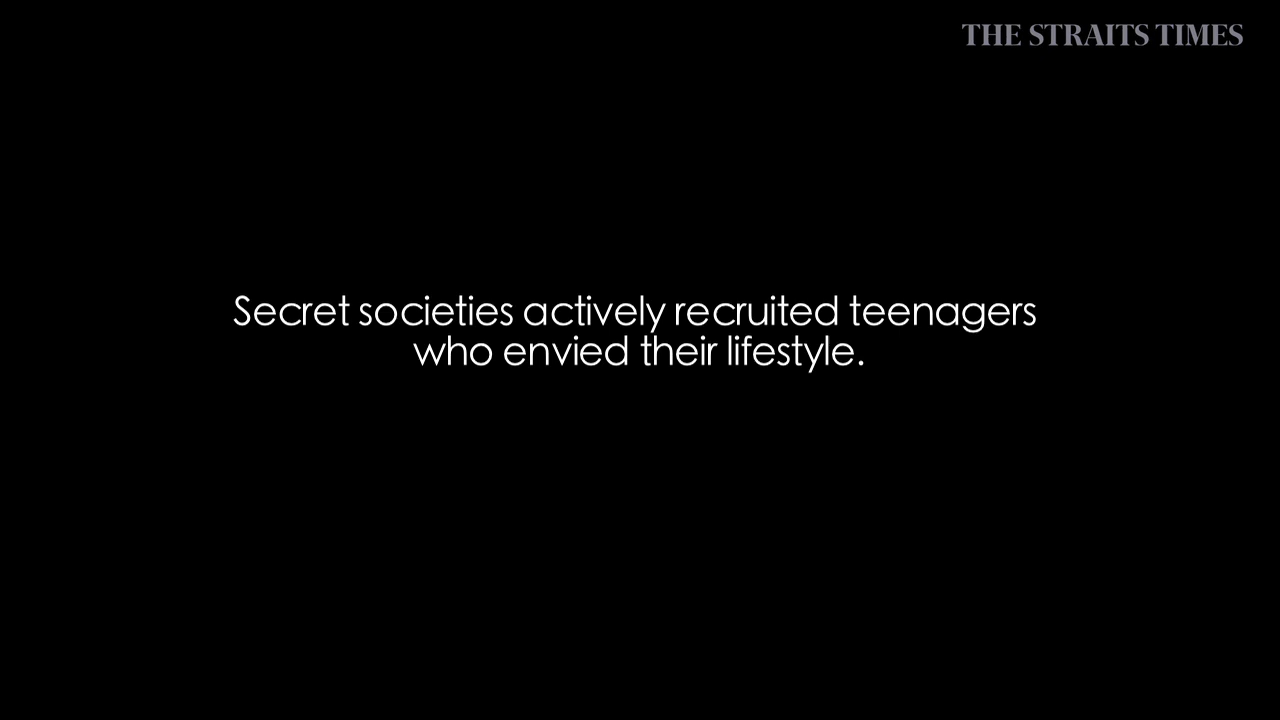 THE STRAITS TIMES
Secret societies actively recruited teenagers
who envied their lifestyle.